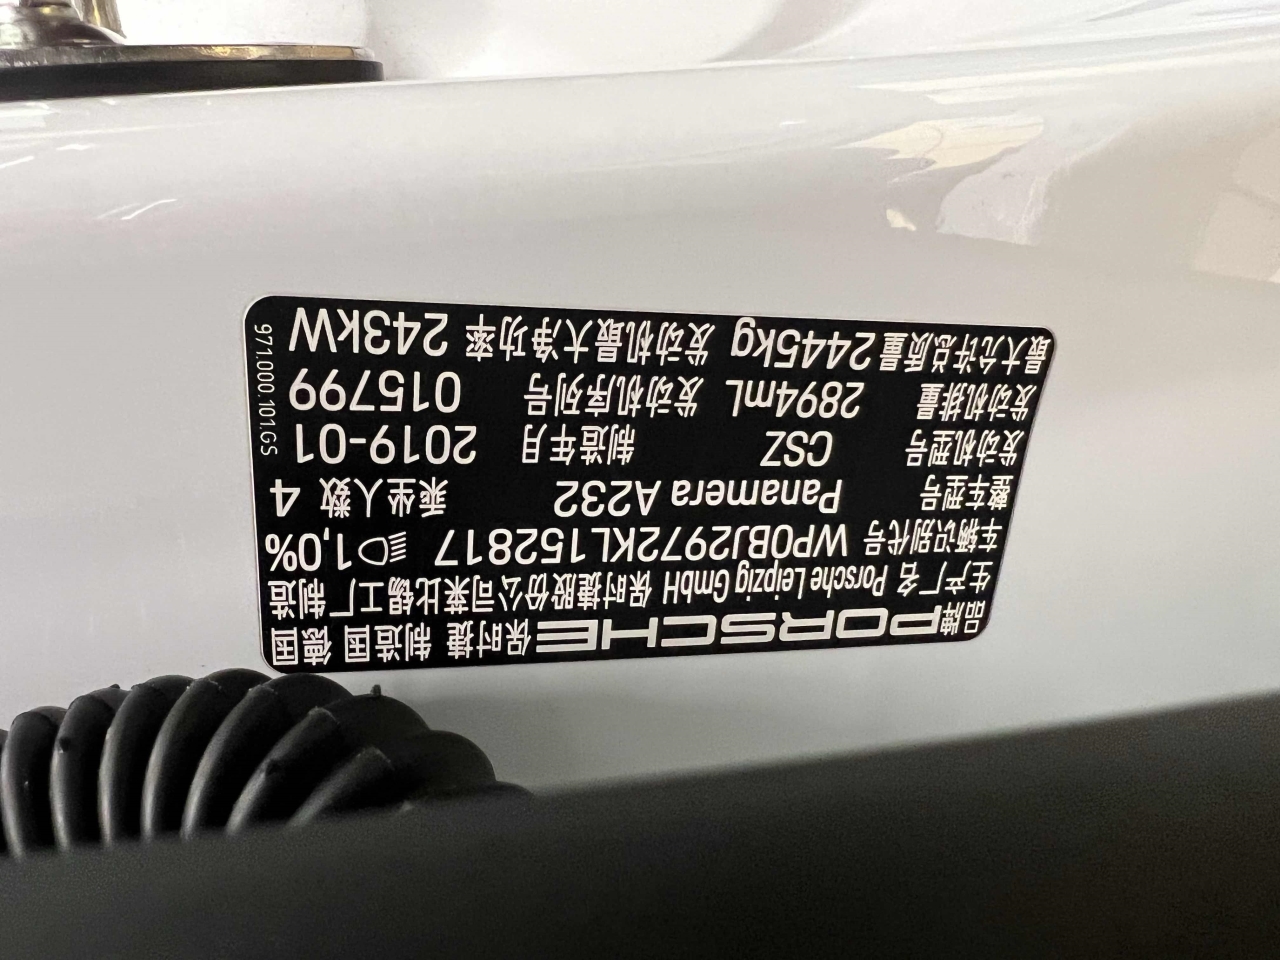 品牌 PORSCHE 保时捷 制造国 德国
生产厂名 Porsche Leipzig GmbH 保时捷股份公司莱比锡工厂制造
车辆识别代号 WP0BJ2972KL152817 1,0%
整车型号 Panamera A232 乘坐人数 4
发动机型号 CSZ 制造年月 2019-01
发动机排量 2894mL 发动机序列号 015799
最大允许总质量 2445kg 发动机最大净功率 243kW
971.000.101.GS